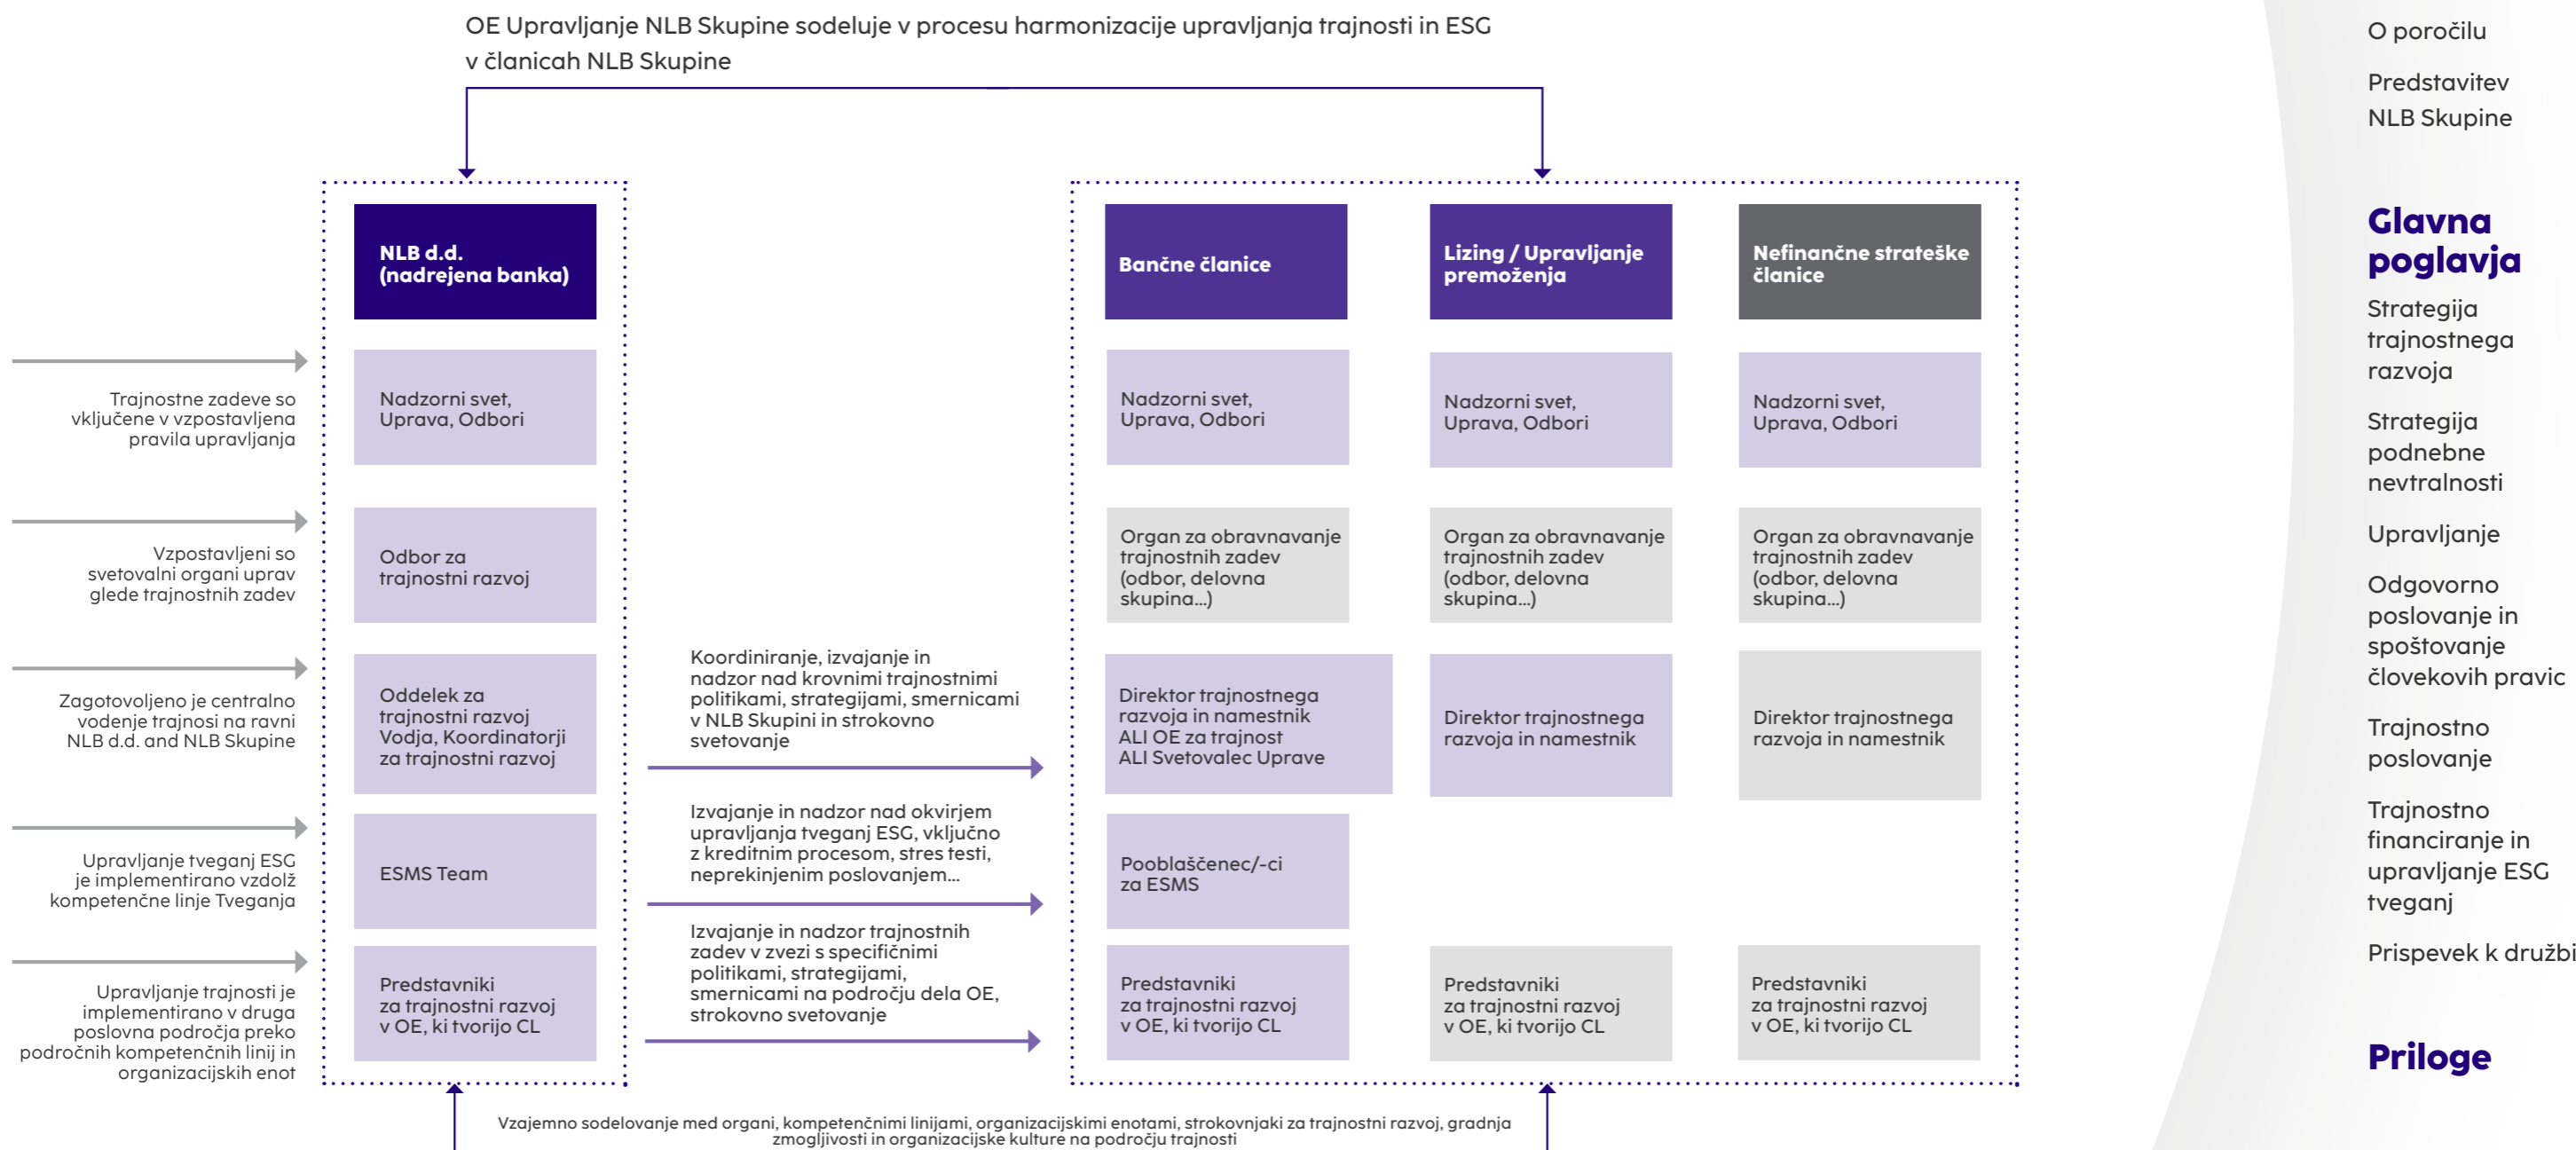 OE Upravljanje NLB Skupine sodeluje v procesu harmonizacije upravljanja trajnosti in ESG
v članicah NLB Skupine
NLB d.d.
(nadrejena banka)
Bančne članice
Lizing / Upravljanje
premoženja
Nefinančne strateške
članice
Trajnostne zadeve so
vključene v vzpostavljena
pravila upravljanja
Nadzorni svet,
Uprava, Odbori
Nadzorni svet,
Uprava, Odbori
Nadzorni svet,
Uprava, Odbori
Nadzorni svet,
Uprava, Odbori
Vzpostavljeni so
svetovalni organi uprav
glede trajnostnih zadev
Odbor za
trajnostni razvoj
Organ za obravnavanje
trajnostnih zadev
(odbor, delovna
skupina...)
Organ za obravnavanje
trajnostnih zadev
(odbor, delovna
skupina...)
Organ za obravnavanje
trajnostnih zadev
(odbor, delovna
skupina...)
Zagotovoljeno je centralno
vodenje trajnosi na ravni
NLB d.d. and NLB Skupine
Oddelek za
trajnostni razvoj
Vodja, Koordinatorji
za trajnostni razvoj
Koordiniranje, izvajanje in
nadzor nad krovnimi trajnostnimi
politikami, strategijami, smernicami
v NLB Skupini in strokovno
svetovanje
Direktor trajnostnega
razvoja in namestnik
ALI OE za trajnost
ALI Svetovalec Uprave
Direktor trajnostnega
razvoja in namestnik
Direktor trajnostnega
razvoja in namestnik
Upravljanje tveganj ESG
je implementirano vzdolž
kompetenčne linje Tveganja
ESMS Team
Izvajanje in nadzor nad okvirjem
upravljanja tveganj ESG, vključno
z kreditnim procesom, stres testi,
neprekinjenim poslovanjem...
Pooblaščenec/-ci
za ESMS
Upravljanje trajnosti je
implementirano v druga
poslovna področja preko
področnih kompetenčnih linij in
organizacijskih enot
Predstavniki
za trajnostni razvoj
v OE, ki tvorijo CL
Izvajanje in nadzor trajnostnih
zadev v zvezi s specifičnimi
politikami, strategijami,
smernicami na področju dela OE,
strokovno svetovanje
Predstavniki
za trajnostni razvoj
v OE, ki tvorijo CL
Predstavniki
za trajnostni razvoj
v OE, ki tvorijo CL
Predstavniki
za trajnostni razvoj
v OE, ki tvorijo CL
Vzajemno sodelovanje med organi, kompetenčnimi linijami, organizacijskimi enotami, strokovnjaki za trajnostni razvoj, gradnja
zmogljivosti in organizacijske kulture na področju trajnosti
O poročilu
Predstavitev
NLB Skupine
Glavna
poglavja
Strategija
trajnostnega
razvoja
Strategija
podnebne
nevtralnosti
Upravljanje
Odgovorno
poslovanje in
spoštovanje
človekovih pravic
Trajnostno
poslovanje
Trajnostno
financiranje in
upravljanje ESG
tveganj
Prispevek k družbi
Priloge